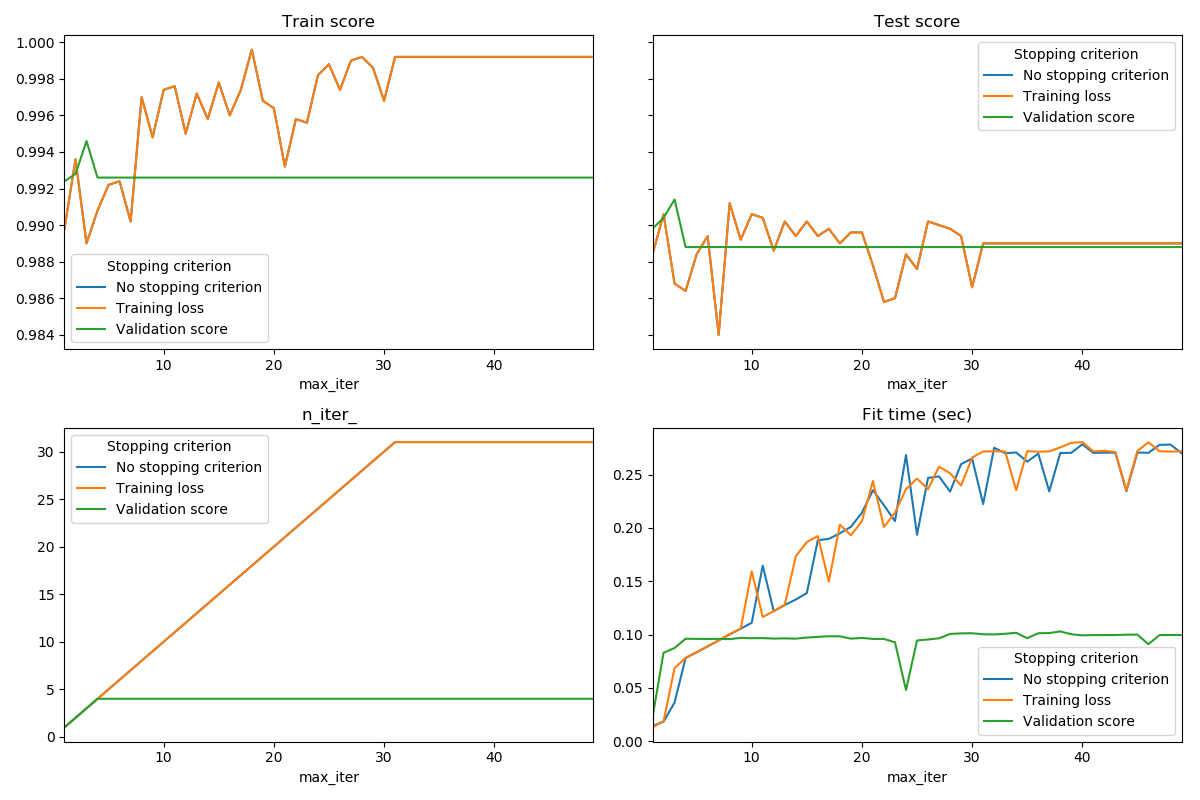 Train score
1.000
0.998
0.996
0.994
0.992
0.990
0.988
0.986
0.984
Stopping criterion
No stopping criterion
Training loss
Validation score
10
20
30
40
max_iter
Test score
Stopping criterion
No stopping criterion
Training loss
Validation score
10
20
30
40
max_iter
n_iter_
30
25
20
15
10
5
0
Stopping criterion
No stopping criterion
Training loss
Validation score
10
20
30
40
max_iter
Fit time (sec)
0.25
0.20
0.15
0.10
0.05
0.00
Stopping criterion
No stopping criterion
Training loss
Validation score
10
20
30
40
max_iter